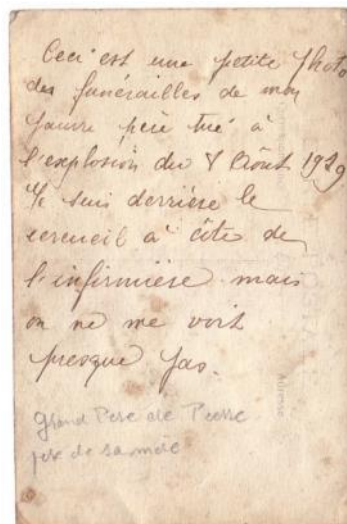 Ceci est une petite photo
des funérailles de mon
pauvre père tué à
l'explosion du 8 Août 1929
Je suis derrière le
cercueil à côté de
l'infirmière mais
on ne me voit
presque pas.
Grand Père de Pierre
père de sa mère